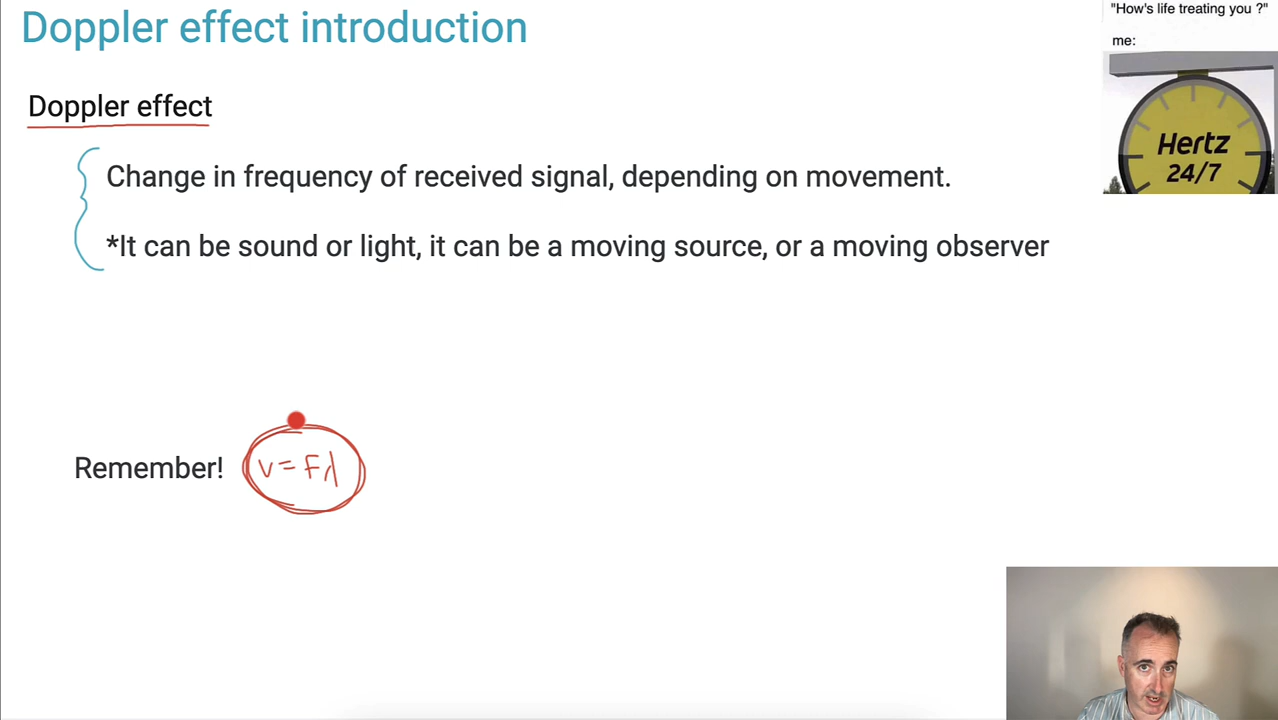 Doppler effect introduction
"How's life treating you ?"
me:
Hertz
24/7
Doppler effect
Change in frequency of received signal, depending on movement.
*It can be sound or light, it can be a moving source, or a moving observer
Remember! v = fλ